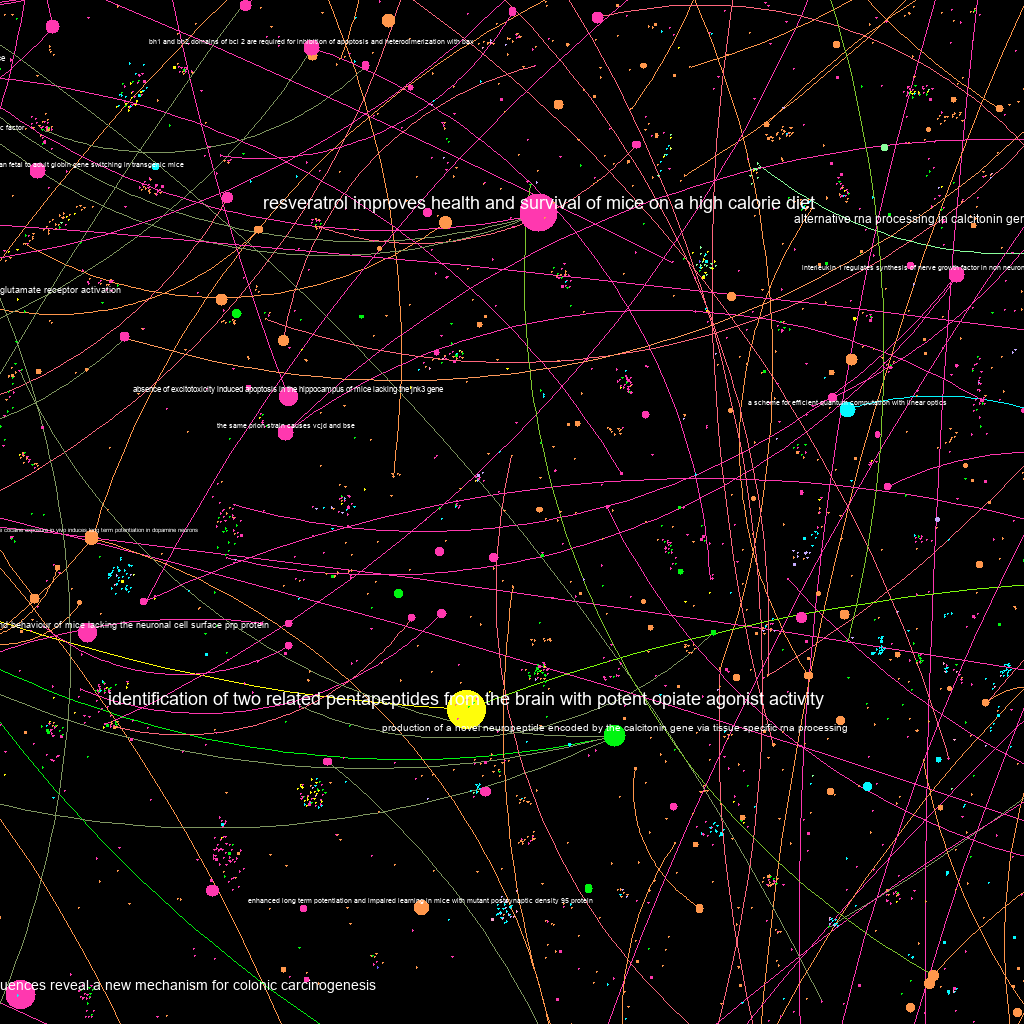 bh1 and bh2 domains of bcl 2 are required for inhibition of apoptosis and heterodimerization with bax
e
c factor
an fetal to adult globin gene switching in transgenic mice
resveratrol improves health and survival of mice on a high calorie diet
alternative rna processing in calcitonin ger
interleukin 1 regulates synthesis of nerve growth factor in non neuron
glutamate receptor activation
absence of excitotoxicity induced apoptosis in the hippocampus of mice lacking the jnk3 gene
a scheme for efficient quantum computation with linear optics
the same prion strain causes vcjd and bse
e cocaine exposure in vivo induces long term potentiation in dopamine neurons
nd behaviour of mice lacking the neuronal cell surface prp protein
identification of two related pentapeptides from the brain with potent opiate agonist activity
production of a novel neuropeptide encoded by the calcitonin gene via tissue specific rna processing
enhanced long term potentiation and impaired learning in mice with mutant postsynaptic density 95 protein
uences reveal a new mechanism for colonic carcinogenesis